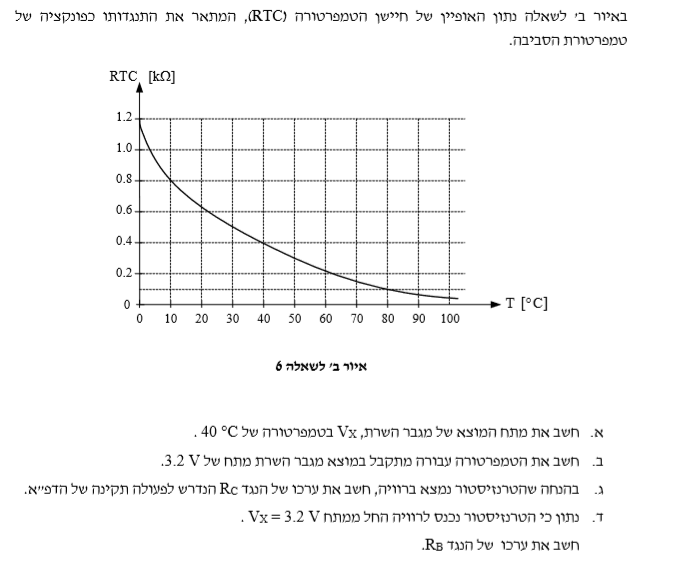 באיור ב׳ לשאלה נתון האופיין של חיישן הטמפרטורה (RTC), המתאר את התנגדותו כפונקציה של
טמפרטורת הסביבה.
RTC [kΩ]
1.2
1.0
0.8
0.6
0.4
0.2
0
0 10 20 30 40 50 60 70 80 90 100
T [°C]
איור ב׳ לשאלה 6
א. חשב את מתח המוצא של מגבר השרת, VX בטמפרטורה של 40 °C .
ב. חשב את הטמפרטורה עבורה מתקבל במוצא מגבר השרת מתח של 3.2 V.
ג. בהנחה שהטרנזיסטור נמצא ברוויה, חשב את ערכו של הנגד RC הנדרש לפעולה תקינה של הדפ״א.
ד. נתון כי הטרנזיסטור נכנס לרוויה החל ממתח VX = 3.2 V .
חשב את ערכו של הנגד RB.